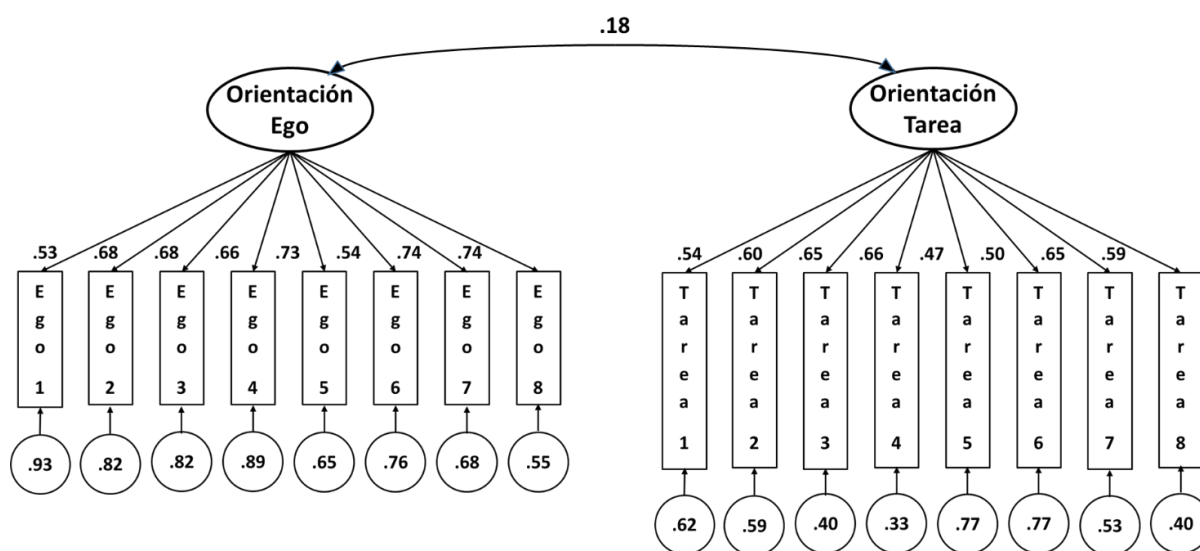 .18
Orientación
Ego
Orientación
Tarea
.53 .68 .68 .66 .73 .54 .74 .74
.54 .60 .65 .66 .47 .50 .65 .59
Ego 1
Ego 2
Ego 3
Ego 4
Ego 5
Ego 6
Ego 7
Ego 8
Tarea 1
Tarea 2
Tarea 3
Tarea 4
Tarea 5
Tarea 6
Tarea 7
Tarea 8
.93 .82 .82 .89 .65 .76 .68 .55
.62 .59 .40 .33 .77 .77 .53 .40